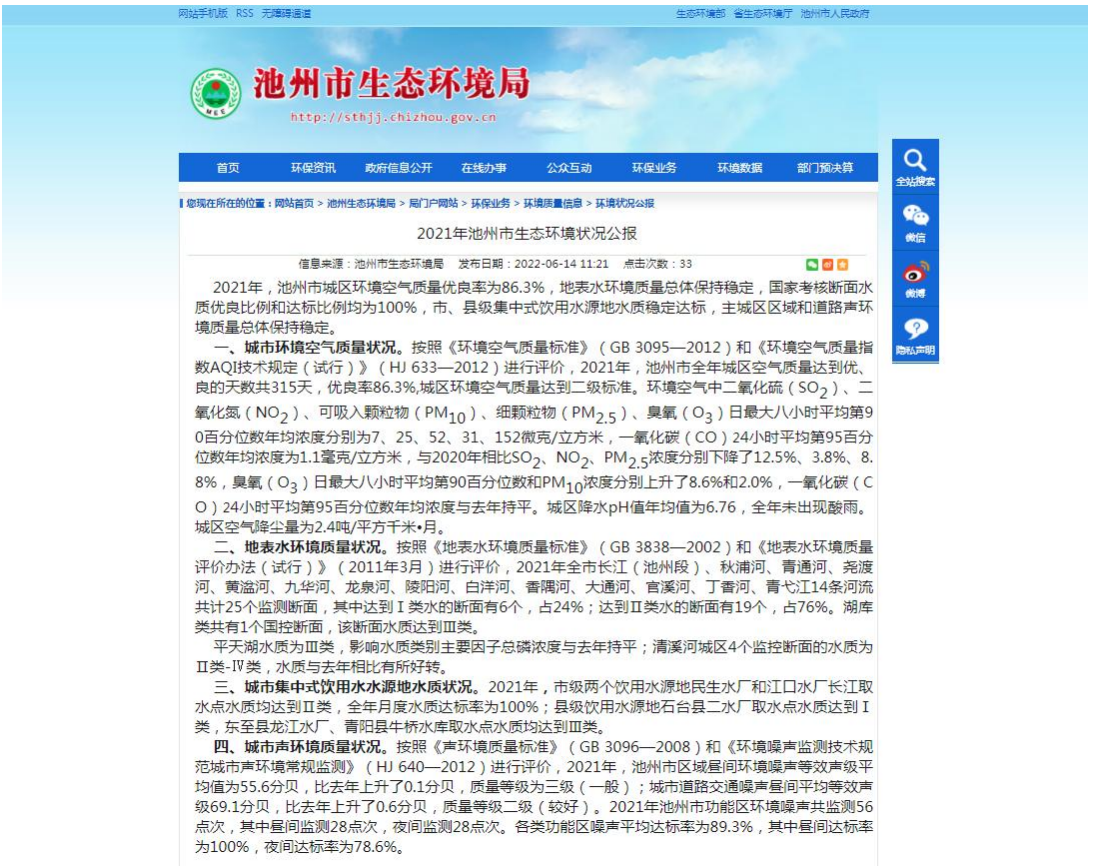 网站手机版 RSS 无障碍通道 生态环境部 省生态环境厅 池州市人民政府
池州市生态环境局
MEE
http://sthjj.chizhou.gov.cn
首页 环保资讯 政府信息公开 在线办事 公众互动 环保业务 环境数据 部门预决算
全站搜索
微信
微博
隐私声明
您现在所在的位置：网站首页 > 池州生态环境局 > 局门户网站 > 环保业务 > 环境质量信息 > 环境状况公报
2021年池州市生态环境状况公报
信息来源：池州市生态环境局 发布日期：2022-06-14 11:21 点击次数：33
2021年，池州市城区环境空气质量优良率为86.3%，地表水环境质量总体保持稳定，国家考核断面水
质优良比例和达标比例均为100%，市、县级集中式饮用水源地水质稳定达标，主城区区域和道路声环
境质量总体保持稳定。
一、城市环境空气质量状况。按照《环境空气质量标准》（GB 3095—2012）和《环境空气质量指
数AQI技术规定（试行）》（HJ 633—2012）进行评价，2021年，池州市全年城区空气质量达到优、
良的天数共315天，优良率86.3%,城区环境空气质量达到二级标准。环境空气中二氧化硫（SO2）、二
氧化氮（NO2）、可吸入颗粒物（PM10）、细颗粒物（PM2.5）、臭氧（O3）日最大八小时平均第9
0百分位数年均浓度分别为7、25、52、31、152微克/立方米，一氧化碳（CO）24小时平均第95百分
位数年均浓度为1.1毫克/立方米，与2020年相比SO2、NO2、PM2.5浓度分别下降了12.5%、3.8%、8.
8%，臭氧（O3）日最大八小时平均第90百分位数和PM10浓度分别上升了8.6%和2.0%，一氧化碳（C
O）24小时平均第95百分位数年均浓度与去年持平。城区降水pH值年均值为6.76，全年未出现酸雨。
城区空气降尘量为2.4吨/平方千米•月。
二、地表水环境质量状况。按照《地表水环境质量标准》（GB 3838—2002）和《地表水环境质量
评价办法（试行）》（2011年3月）进行评价，2021年全市长江（池州段）、秋浦河、青通河、尧渡
河、黄湓河、九华河、龙泉河、陵阳河、白洋河、香隅河、大通河、官溪河、丁香河、青弋江14条河流
共计25个监测断面，其中达到Ⅰ类水的断面有6个，占24%；达到Ⅱ类水的断面有19个，占76%。湖库
类共有1个国控断面，该断面水质达到Ⅲ类。
平天湖水质为Ⅲ类，影响水质类别主要因子总磷浓度与去年持平；清溪河城区4个监控断面的水质为
Ⅱ类-Ⅳ类，水质与去年相比有所好转。
三、城市集中式饮用水水源地水质状况。2021年，市级两个饮用水源地民生水厂和江口水厂长江取
水点水质均达到Ⅱ类，全年月度水质达标率为100%；县级饮用水源地石台县二水厂取水点水质达到Ⅰ
类，东至县龙江水厂、青阳县牛桥水库取水点水质均达到Ⅲ类。
四、城市声环境质量状况。按照《声环境质量标准》（GB 3096—2008）和《环境噪声监测技术规
范城市声环境常规监测》（HJ 640—2012）进行评价，2021年，池州市区域昼间环境噪声等效声级平
均值为55.6分贝，比去年上升了0.1分贝，质量等级为三级（一般）；城市道路交通噪声昼间平均等效声
级69.1分贝，比去年上升了0.6分贝，质量等级二级（较好）。2021年池州市功能区环境噪声共监测56
点次，其中昼间监测28点次，夜间监测28点次。各类功能区噪声平均达标率为89.3%，其中昼间达标率
为100%，夜间达标率为78.6%。